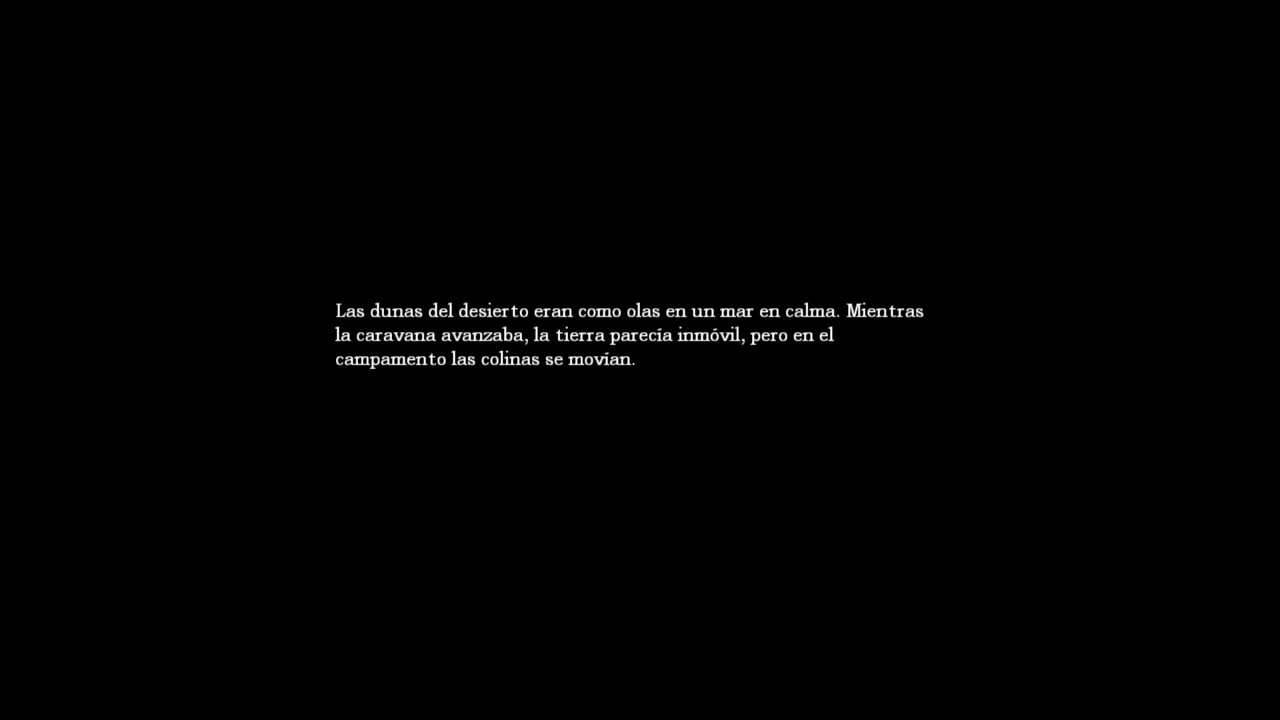 Las dunas del desierto eran como olas en un mar en calma. Mientras
la caravana avanzaba, la tierra parecía inmóvil, pero en el
campamento las colinas se movían.